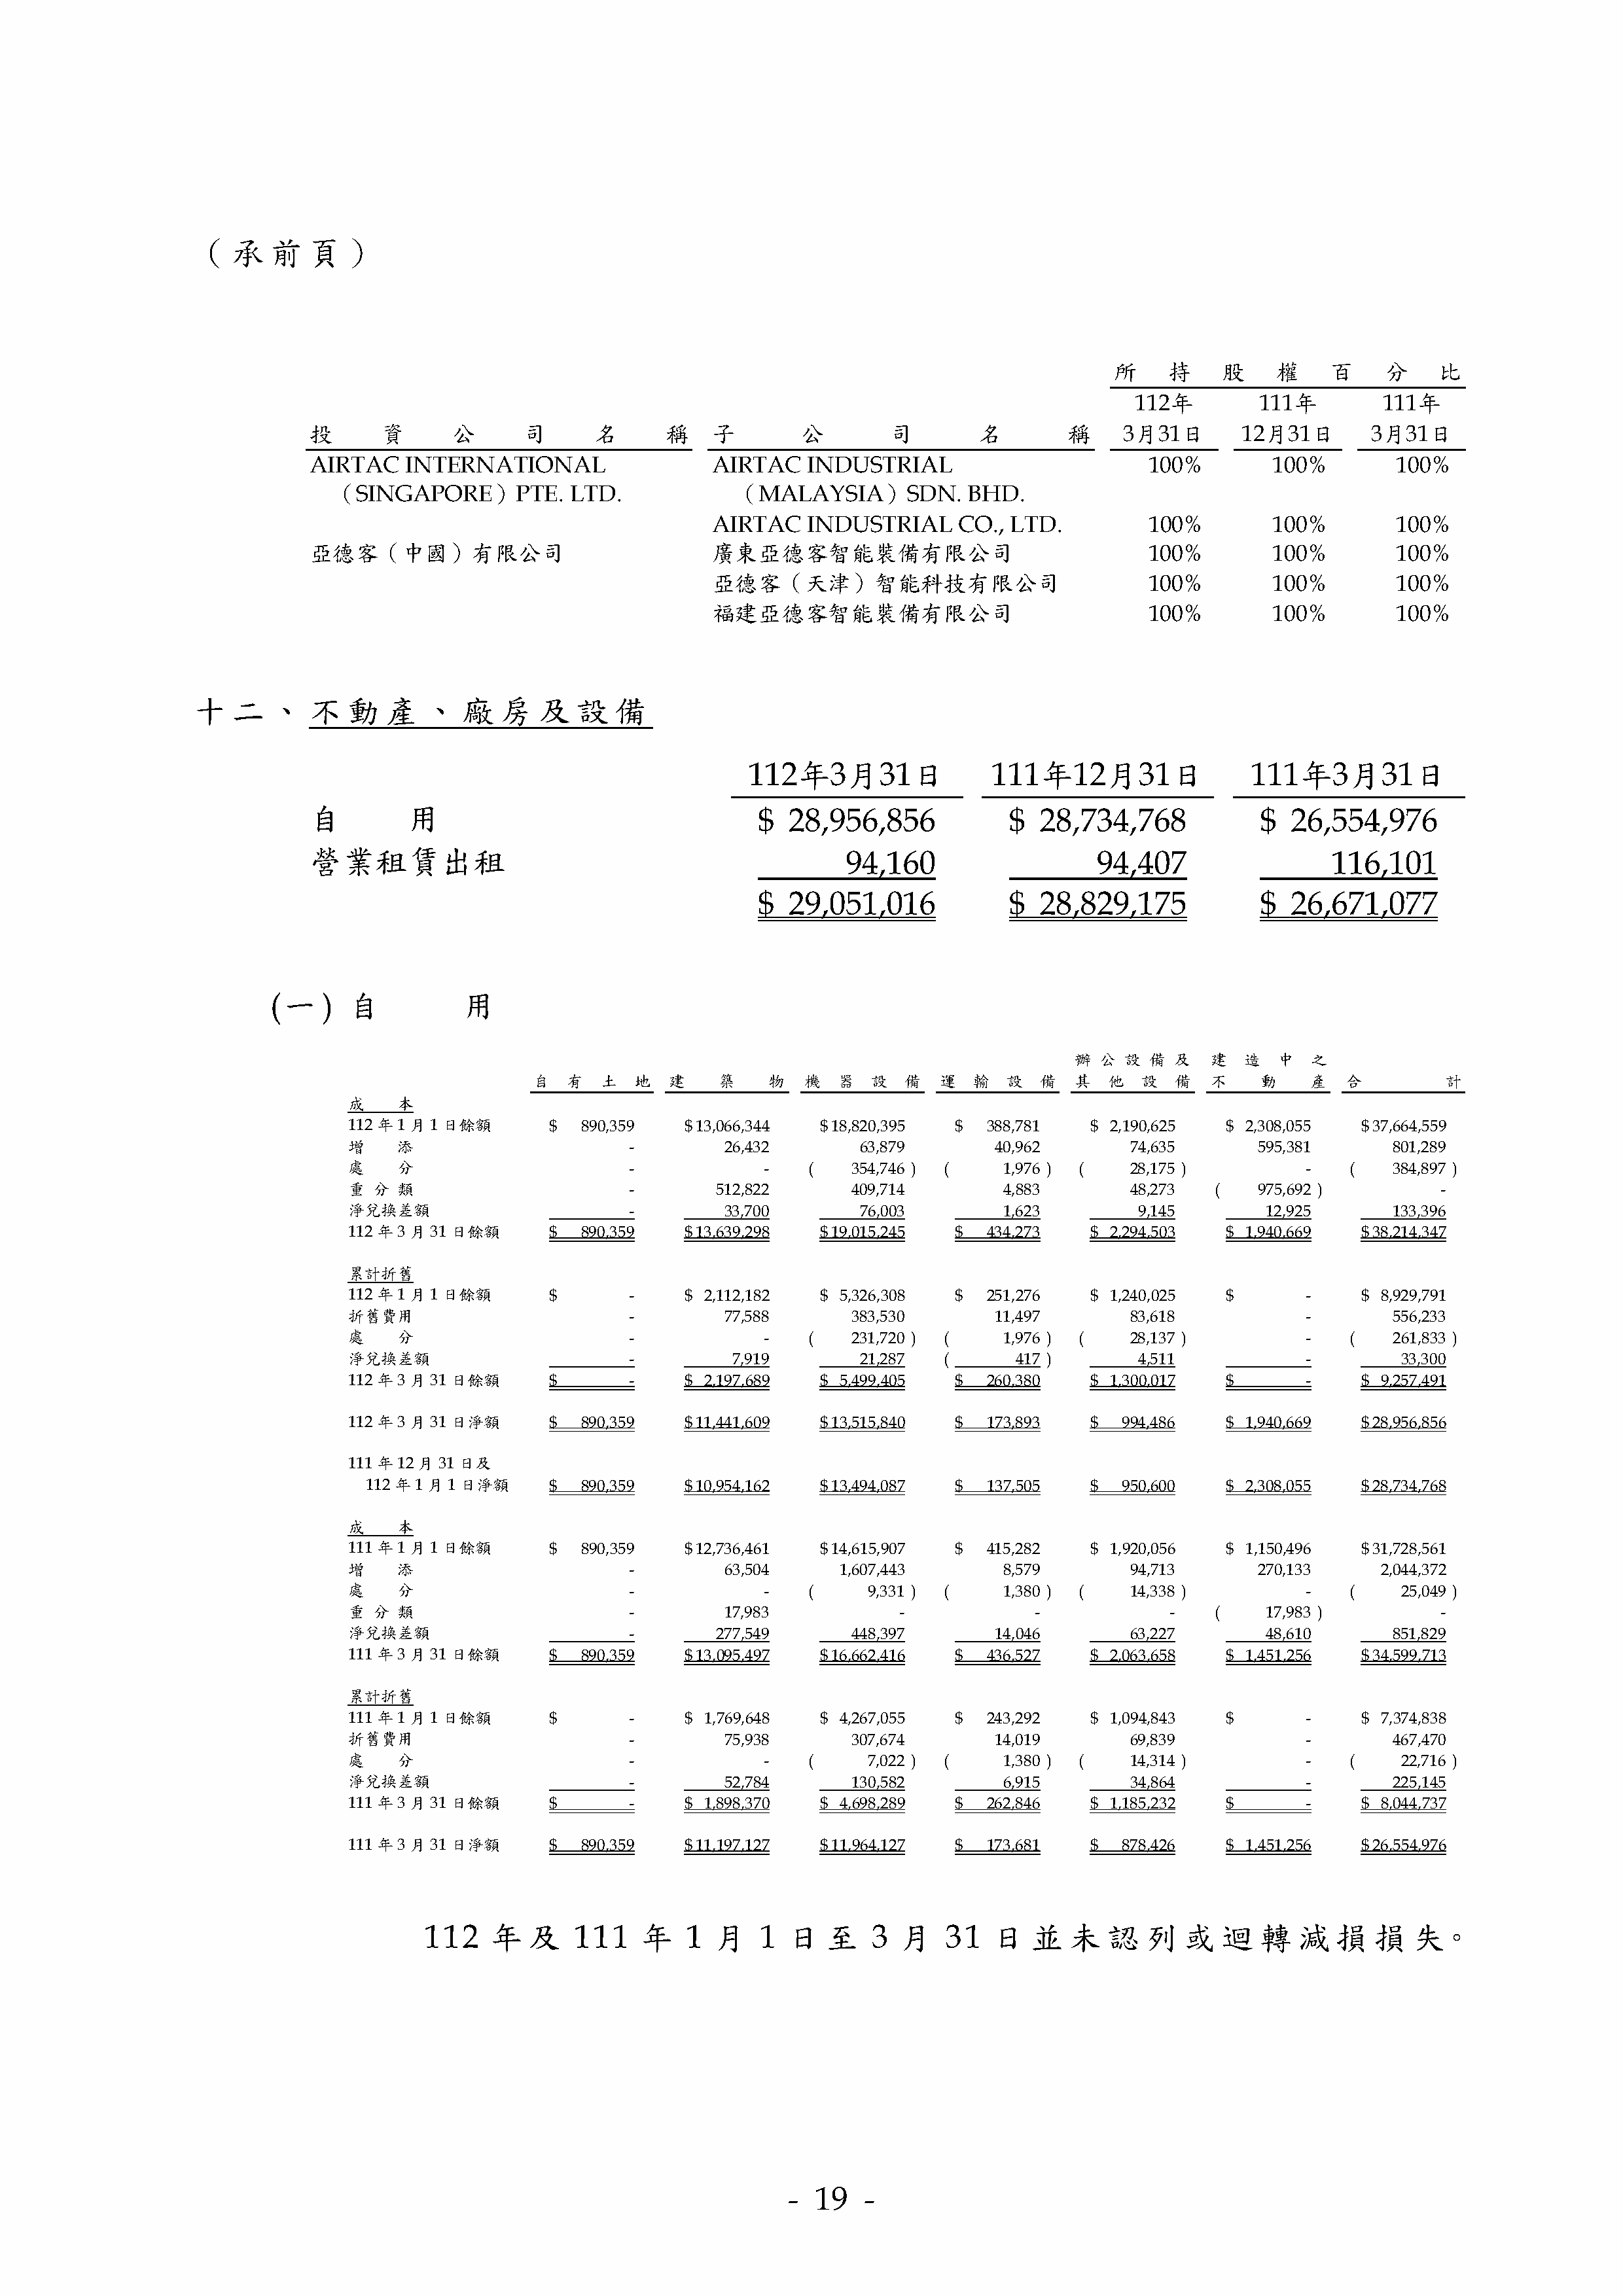 （承前頁）
所持股權百分比
112年 111年 111年
投資公司名稱 子公司名稱 3月31日 12月31日 3月31日
AIRTAC INTERNATIONAL AIRTAC INDUSTRIAL 100% 100% 100%
（SINGAPORE）PTE. LTD. （MALAYSIA）SDN. BHD.
AIRTAC INDUSTRIAL CO., LTD. 100% 100% 100%
亞德客（中國）有限公司 廣東亞德客智能裝備有限公司 100% 100% 100%
亞德客（天津）智能科技有限公司 100% 100% 100%
福建亞德客智能裝備有限公司 100% 100% 100%
十二、不動產、廠房及設備
112年3月31日 111年12月31日 111年3月31日
自用 $ 28,956,856 $ 28,734,768 $ 26,554,976
營業租賃出租 94,160 94,407 116,101
$ 29,051,016 $ 28,829,175 $ 26,671,077
(一) 自用
辦公設備及 建造中之
自有土地 建築物 機器設備 運輸設備 其他設備 不動產 合計
成本
112年1月1日餘額 $ 890,359 $13,066,344 $18,820,395 $ 388,781 $ 2,190,625 $ 2,308,055 $37,664,559
增添 - 26,432 63,879 40,962 74,635 595,381 801,289
處分 - - ( 354,746 ) ( 1,976 ) ( 28,175 ) - ( 384,897 )
重分類 - 512,822 409,714 4,883 48,273 ( 975,692 ) -
淨兌換差額 - 33,700 76,003 1,623 9,145 12,925 133,396
112年3月31日餘額 $ 890,359 $13,639,298 $19,015,245 $ 434,273 $ 2,294,503 $ 1,940,669 $38,214,347
累計折舊
112年1月1日餘額 $ - $ 2,112,182 $ 5,326,308 $ 251,276 $ 1,240,025 $ - $ 8,929,791
折舊費用 - 77,588 383,530 11,497 83,618 - 556,233
處分 - - ( 231,720 ) ( 1,976 ) ( 28,137 ) - ( 261,833 )
淨兌換差額 - 7,919 21,287 ( 417 ) 4,511 - 33,300
112年3月31日餘額 $ - $ 2,197,689 $ 5,499,405 $ 260,380 $ 1,300,017 $ - $ 9,257,491
112年3月31日淨額 $ 890,359 $11,441,609 $13,515,840 $ 173,893 $ 994,486 $ 1,940,669 $28,956,856
111年12月31日及
112年1月1日淨額 $ 890,359 $10,954,162 $13,494,087 $ 137,505 $ 950,600 $ 2,308,055 $28,734,768
成本
111年1月1日餘額 $ 890,359 $12,736,461 $14,615,907 $ 415,282 $ 1,920,056 $ 1,150,496 $31,728,561
增添 - 63,504 1,607,443 8,579 94,713 270,133 2,044,372
處分 - - ( 9,331 ) ( 1,380 ) ( 14,338 ) - ( 25,049 )
重分類 - 17,983 - - - ( 17,983 ) -
淨兌換差額 - 277,549 448,397 14,046 63,227 48,610 851,829
111年3月31日餘額 $ 890,359 $13,095,497 $16,662,416 $ 436,527 $ 2,063,658 $ 1,451,256 $34,599,713
累計折舊
111年1月1日餘額 $ - $ 1,769,648 $ 4,267,055 $ 243,292 $ 1,094,843 $ - $ 7,374,838
折舊費用 - 75,938 307,674 14,019 69,839 - 467,470
處分 - - ( 7,022 ) ( 1,380 ) ( 14,314 ) - ( 22,716 )
淨兌換差額 - 52,784 130,582 6,915 34,864 - 225,145
111年3月31日餘額 $ - $ 1,898,370 $ 4,698,289 $ 262,846 $ 1,185,232 $ - $ 8,044,737
111年3月31日淨額 $ 890,359 $11,197,127 $11,964,127 $ 173,681 $ 878,426 $ 1,451,256 $26,554,976
112年及111年1月1日至3月31日並未認列或迴轉減損損失。
- 19 -